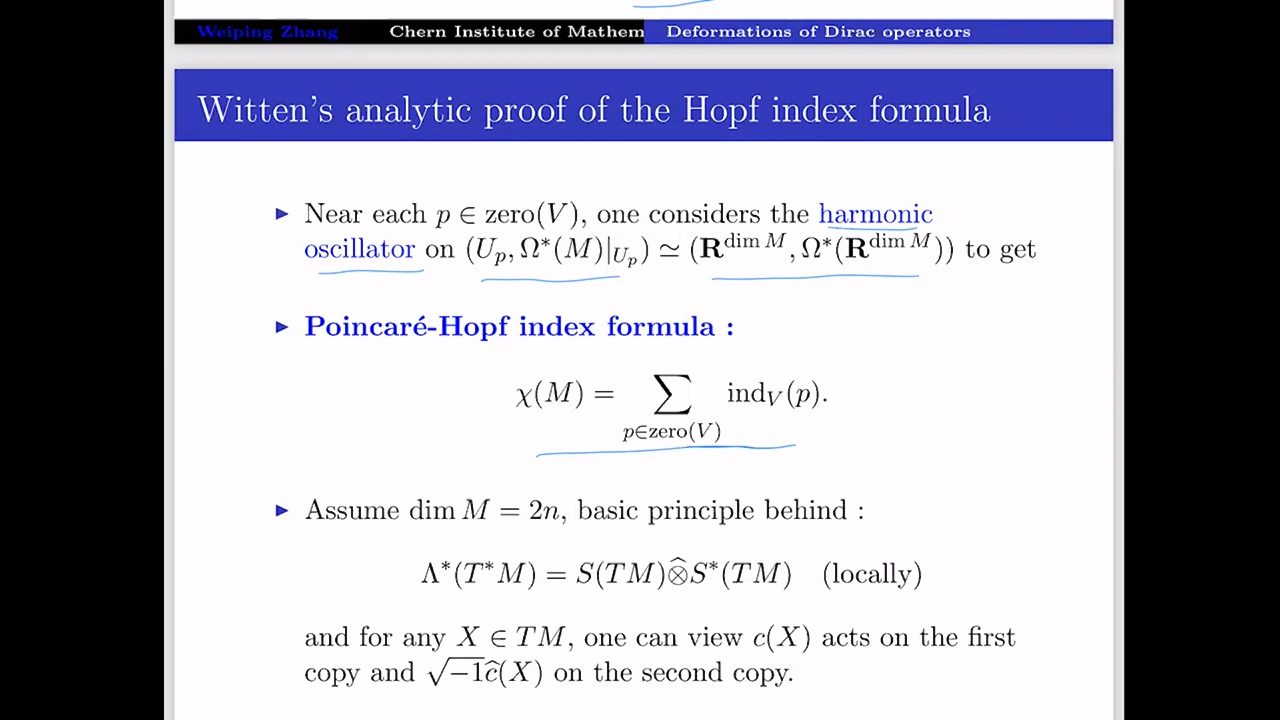 Weiping Zhang Chern Institute of Mathem Deformations of Dirac operators
Witten's analytic proof of the Hopf index formula
▶ Near each p ∈ zero(V), one considers the harmonic
oscillator on (U_p, Ω*(M)|_{U_p}) ≃ (R^{dim M}, Ω*(R^{dim M})) to get
▶ Poincaré-Hopf index formula :
χ(M) = ∑_{p∈zero(V)} ind_V(p).
▶ Assume dim M = 2n, basic principle behind :
Λ*(T*M) = S(TM)⊗̂S*(TM) (locally)
and for any X ∈ TM, one can view c(X) acts on the first
copy and √−1ĉ(X) on the second copy.